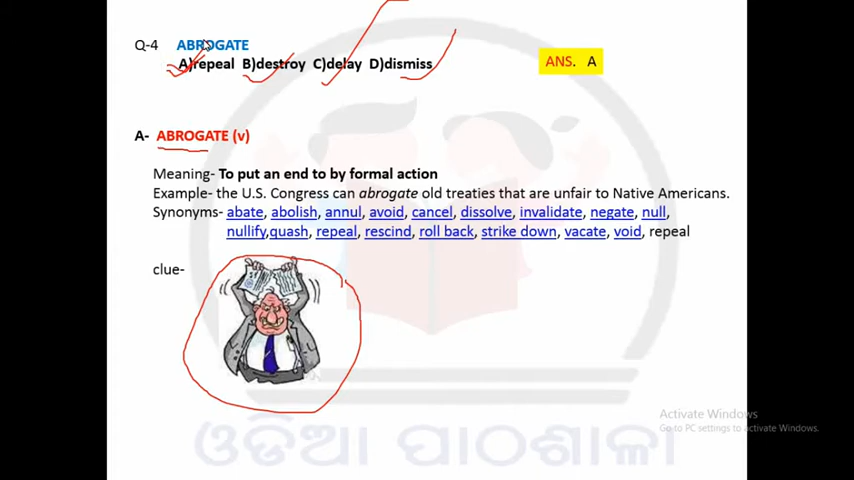 Q-4 ABROGATE
A)repeal B)destroy C)delay D)dismiss
ANS. A
A- ABROGATE (v)
Meaning- To put an end to by formal action
Example- the U.S. Congress can abrogate old treaties that are unfair to Native Americans.
Synonyms- abate, abolish, annul, avoid, cancel, dissolve, invalidate, negate, null,
nullify,quash, repeal, rescind, roll back, strike down, vacate, void, repeal
clue-
Activate Windows
Go to PC settings to activate Windows.
ଓଡିଆ ପାଠଶାଳା